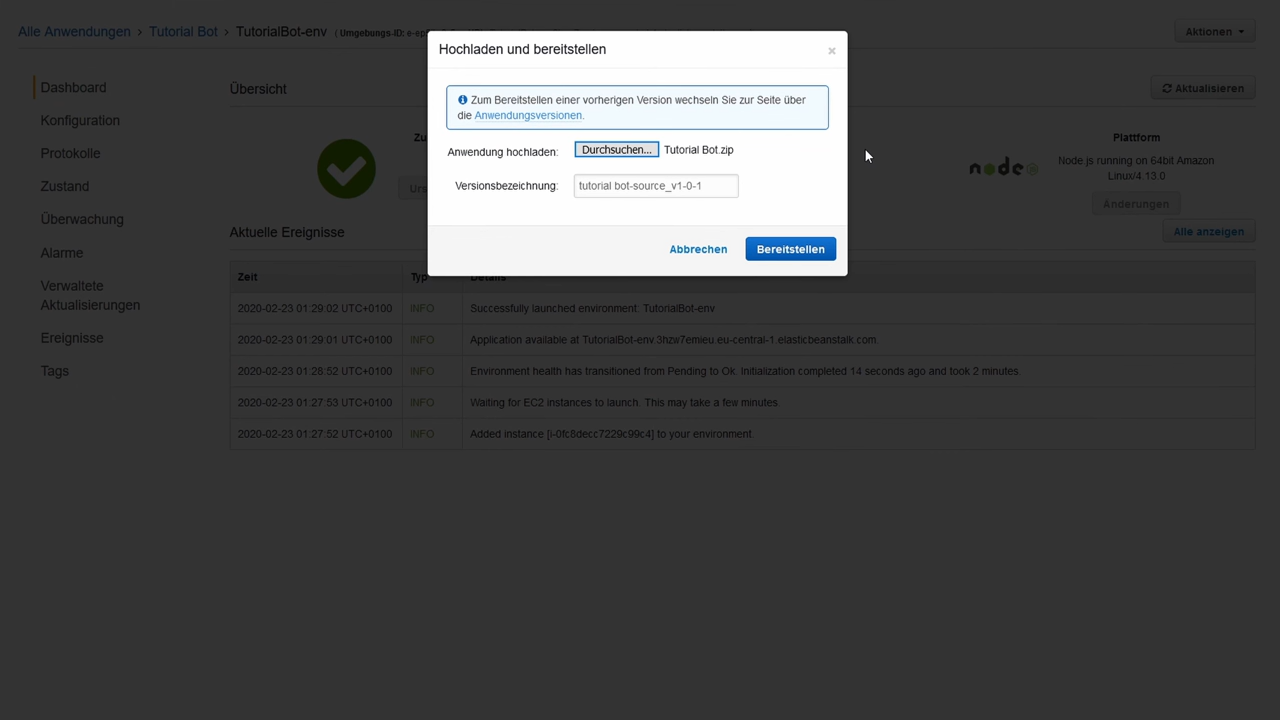 Alle Anwendungen › Tutorial Bot › TutorialBot-env ( Umgebungs-ID:
Aktionen
Hochladen und bereitstellen
×
Zum Bereitstellen einer vorherigen Version wechseln Sie zur Seite über
die Anwendungsversionen.
Anwendung hochladen: Durchsuchen... Tutorial Bot.zip
Versionsbezeichnung: tutorial bot-source_v1-0-1
Abbrechen Bereitstellen
Dashboard
Konfiguration
Protokolle
Zustand
Überwachung
Alarme
Verwaltete
Aktualisierungen
Ereignisse
Tags
Übersicht
Aktualisieren
Plattform
node
Node.js running on 64bit Amazon
Linux/4.13.0
Änderungen
Aktuelle Ereignisse
Alle anzeigen
Zeit Typ Details
2020-02-23 01:29:02 UTC+0100 INFO Successfully launched environment: TutorialBot-env
2020-02-23 01:29:01 UTC+0100 INFO Application available at TutorialBot-env.3hzw7emieu.eu-central-1.elasticbeanstalk.com.
2020-02-23 01:28:52 UTC+0100 INFO Environment health has transitioned from Pending to Ok. Initialization completed 14 seconds ago and took 2 minutes.
2020-02-23 01:27:53 UTC+0100 INFO Waiting for EC2 instances to launch. This may take a few minutes.
2020-02-23 01:27:52 UTC+0100 INFO Added instance [i-0fc8decc7229c99c4] to your environment.